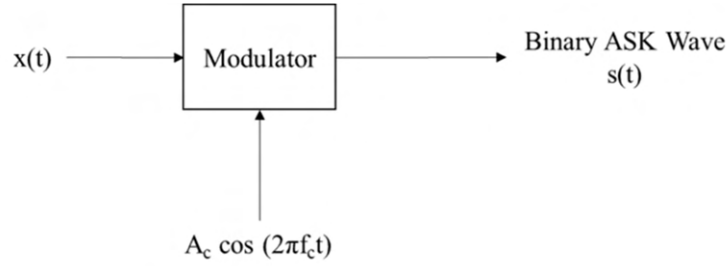 Binary ASK Wave
x(t)
Modulator
s(t)
A_c cos (2πf_ct)